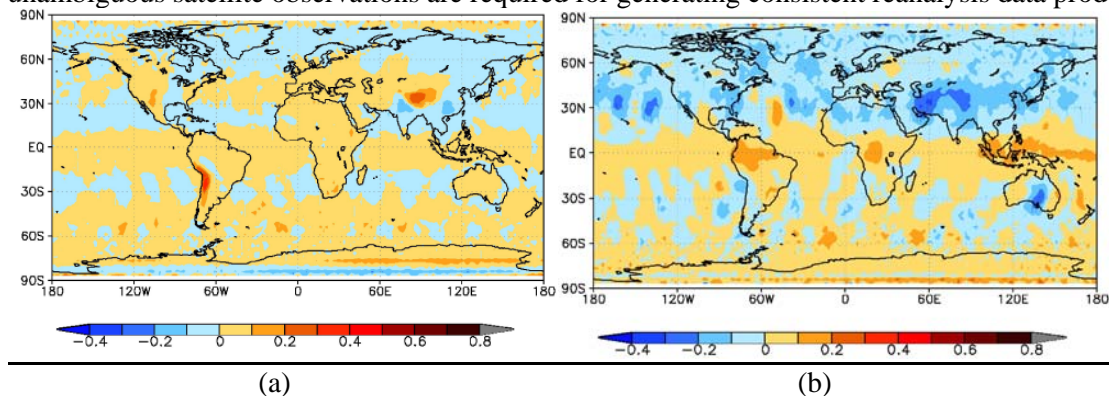 unambiguous satellite observations are required for generating consistent reanalysis data prod
90N 90N
60N 60N
30N 30N
EQ EQ
30S 30S
60S 60S
90S 90S
180 120W 60W 0 60E 120E 180 180 120W 60W 0 60E 120E 180
−0.4 −0.2 0 0.2 0.4 0.6 0.8 −0.4 −0.2 0 0.2 0.4 0.6 0.8
(a) (b)